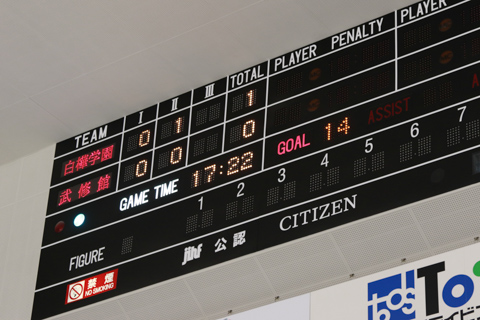 TEAM I II III TOTAL PLAYER PENALTY PLAYER
白樺学園 0 1 1
武修館 0 0 0
GAME TIME 17:22 GOAL 14 ASSIST
1 2 3 4 5 6 7
FIGURE jihf 公認 CITIZEN
禁煙
NO SMOKING
tbds To